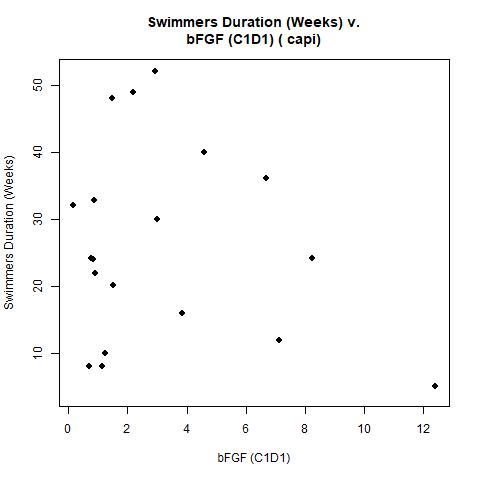 Swimmers Duration (Weeks) v.
bFGF (C1D1) ( capi)
Swimmers Duration (Weeks)
50
40
30
20
10
0 2 4 6 8 10 12
bFGF (C1D1)